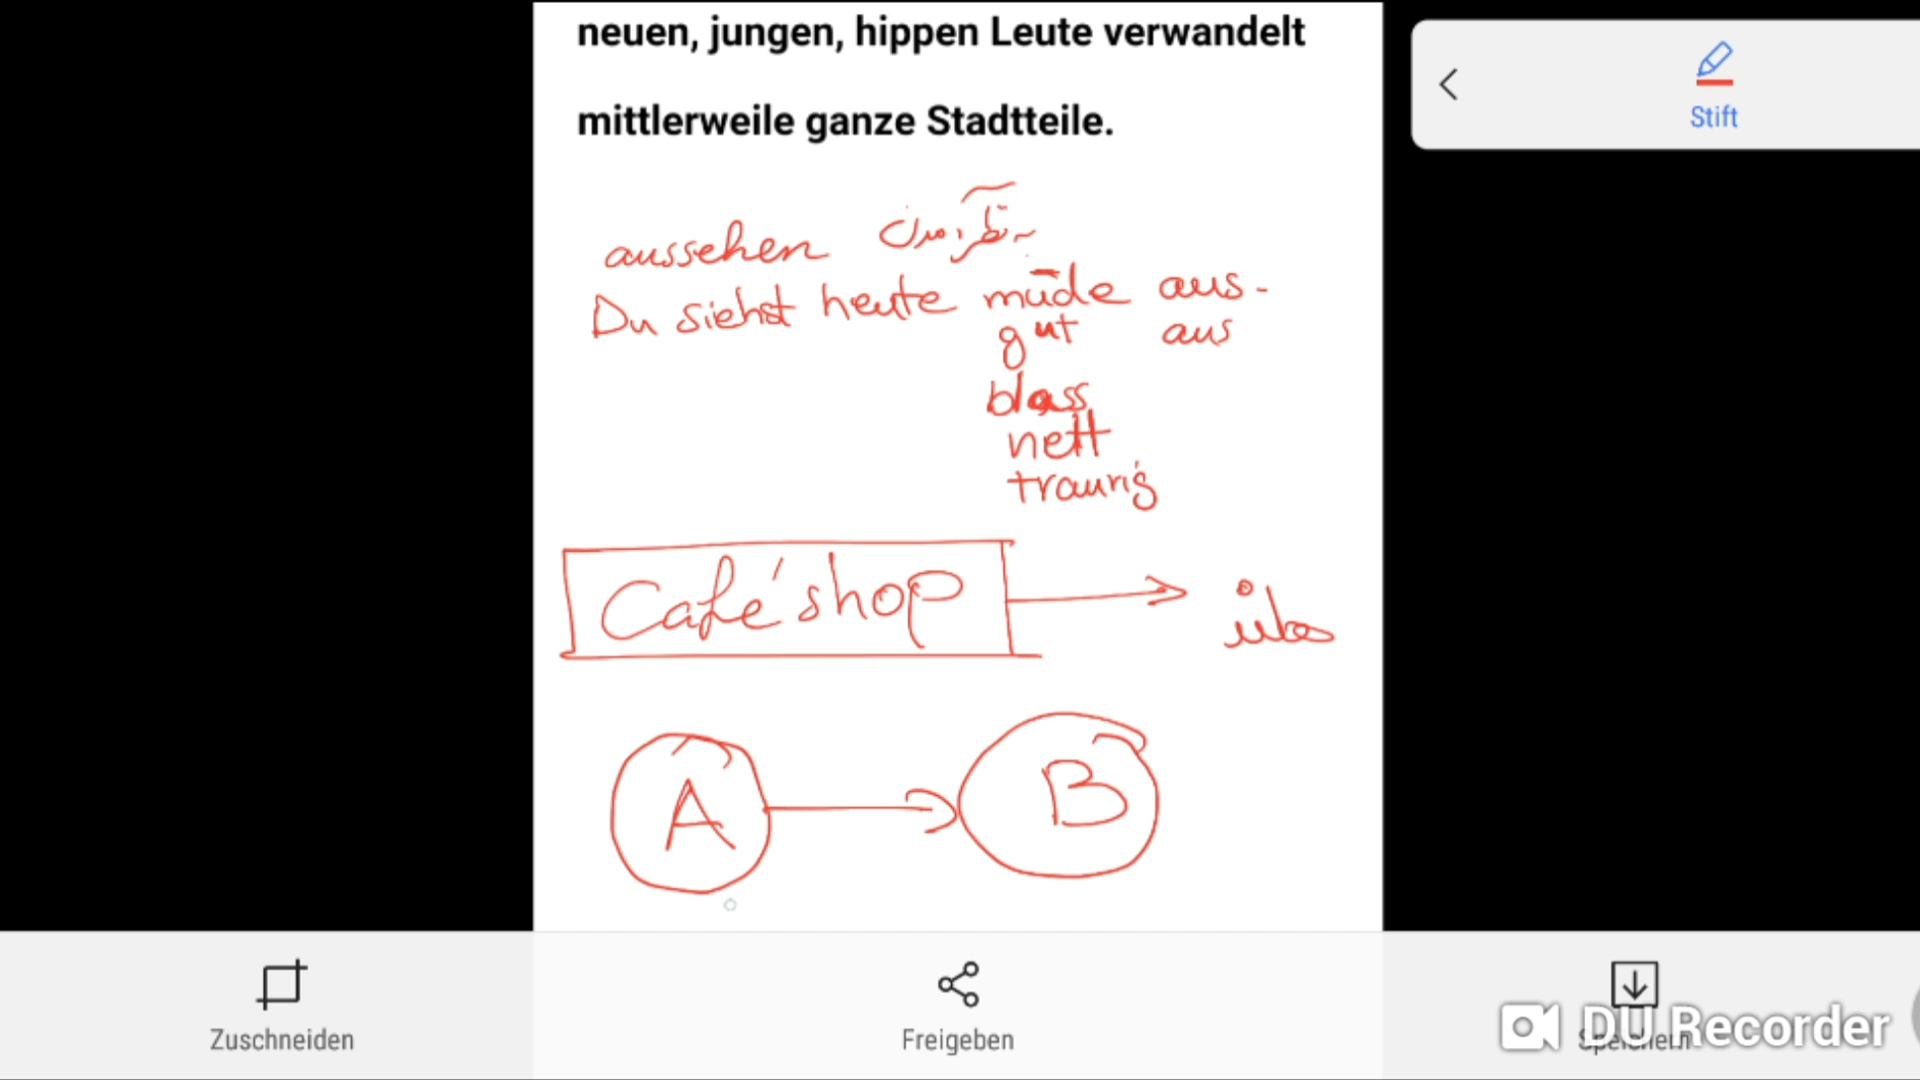 neuen, jungen, hippen Leute verwandelt
mittlerweile ganze Stadtteile.
Stift
aussehen
Du siehst heute müde aus.
gut aus
blass
nett
traurig
Café shop
A B
Zuschneiden
Freigeben
Speichern
DU Recorder